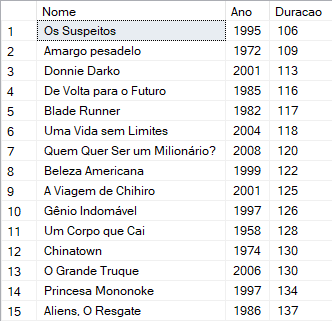 Nome Ano Duracao
1 Os Suspeitos 1995 106
2 Amargo pesadelo 1972 109
3 Donnie Darko 2001 113
4 De Volta para o Futuro 1985 116
5 Blade Runner 1982 117
6 Uma Vida sem Limites 2004 118
7 Quem Quer Ser um Milionário? 2008 120
8 Beleza Americana 1999 122
9 A Viagem de Chihiro 2001 125
10 Gênio Indomável 1997 126
11 Um Corpo que Cai 1958 128
12 Chinatown 1974 130
13 O Grande Truque 2006 130
14 Princesa Mononoke 1997 134
15 Aliens, O Resgate 1986 137